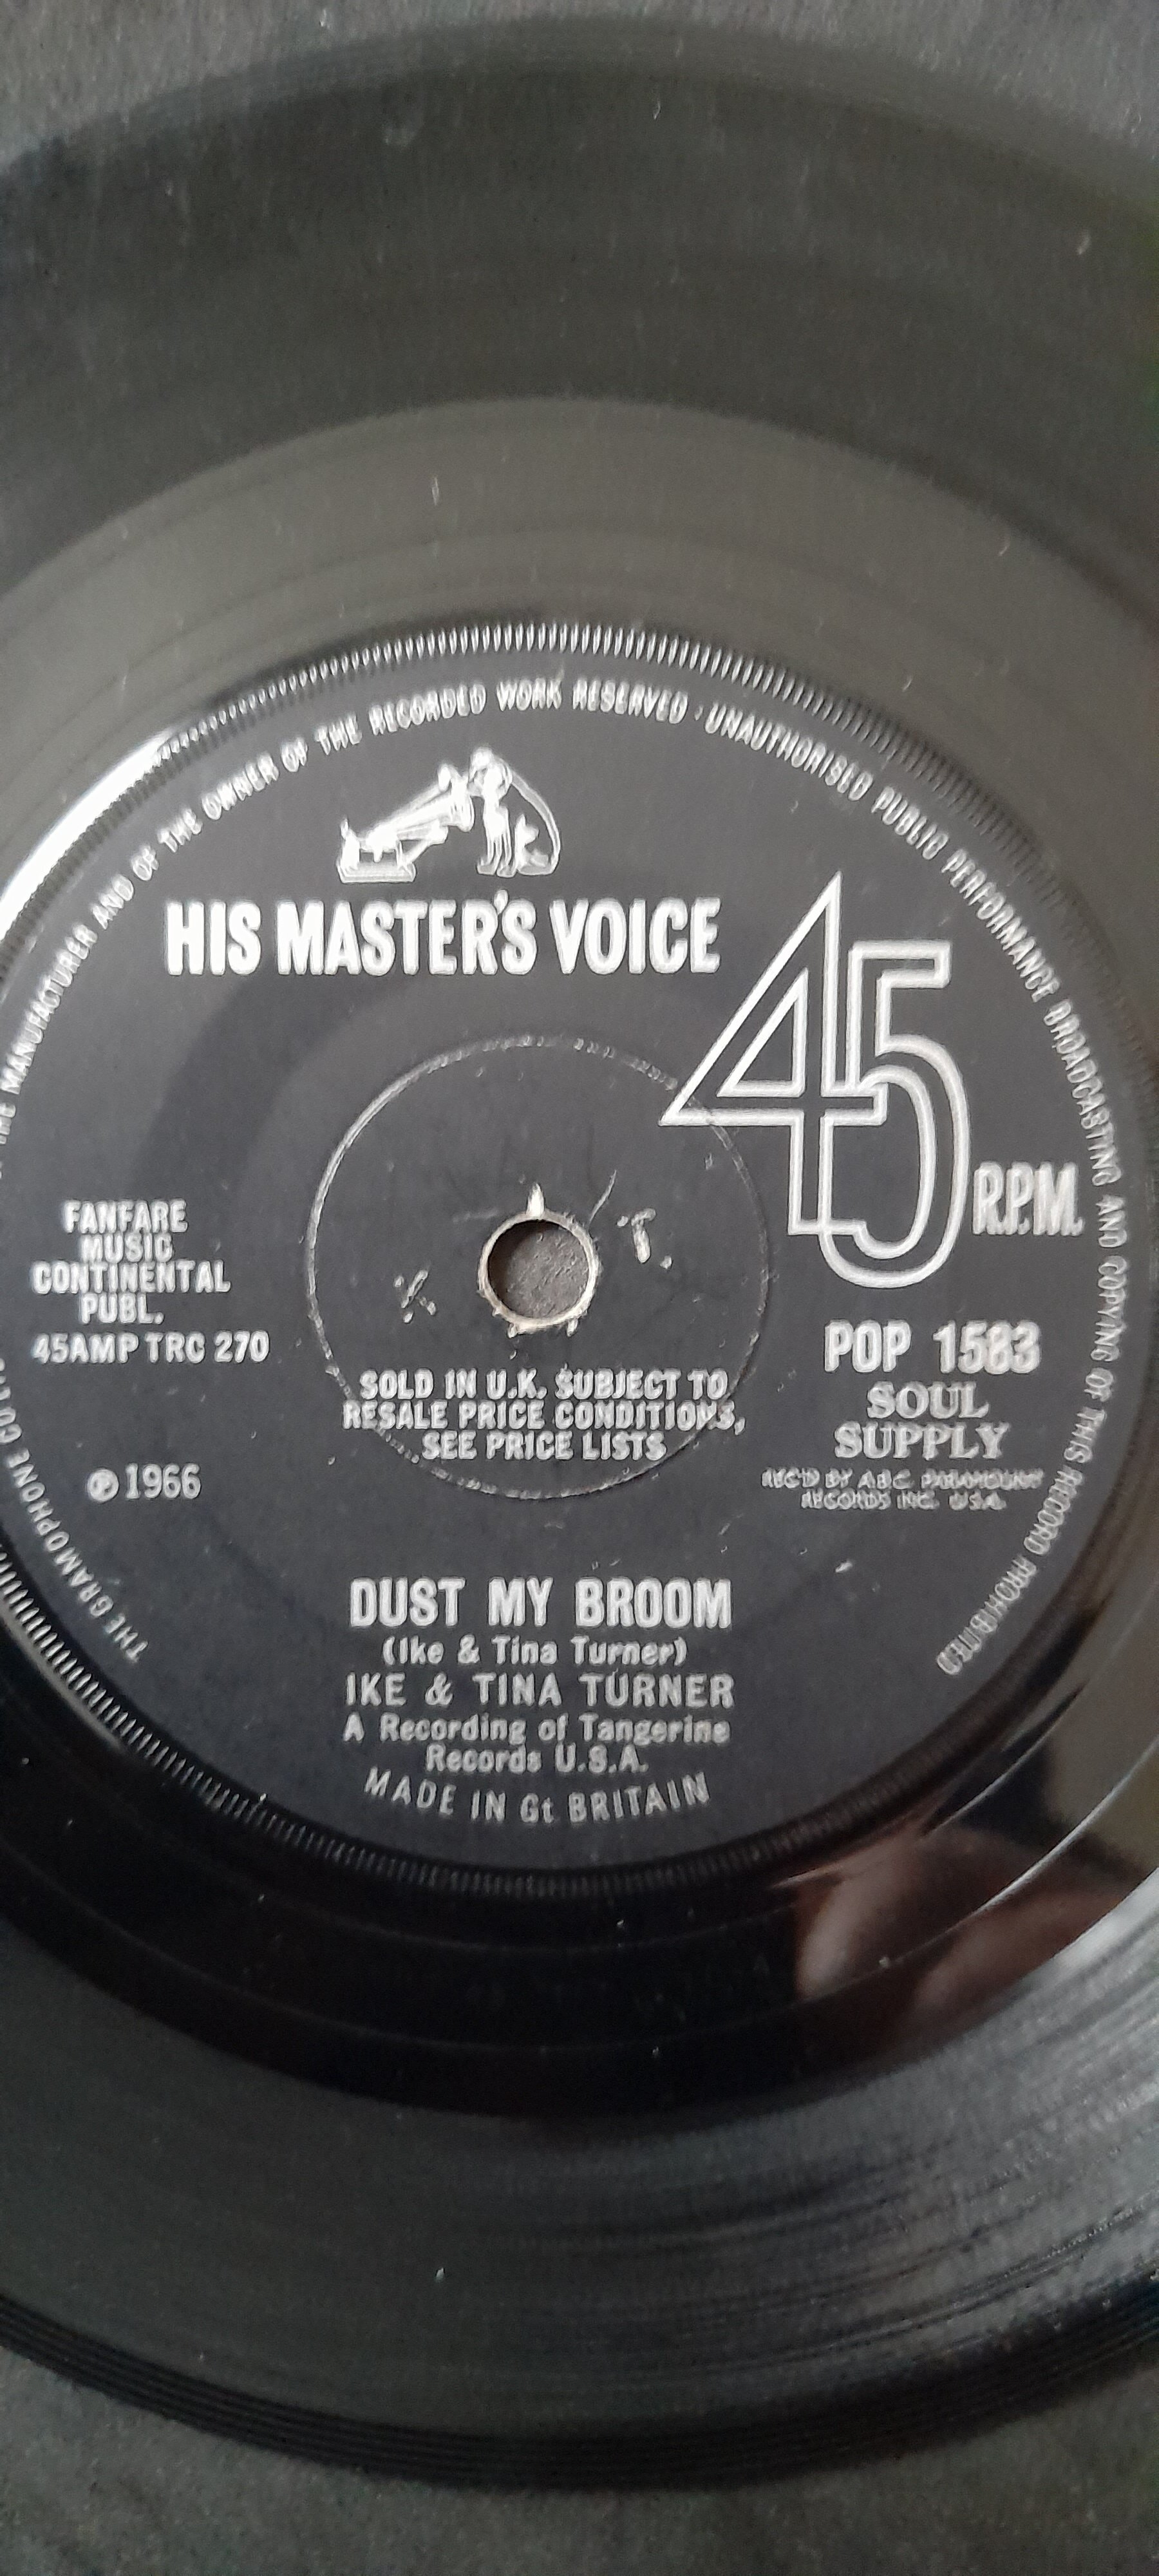 THE GRAMOPHONE CO
THE MANUFACTURER AND OF THE OWNER OF THE RECORDED WORK RESERVED · UNAUTHORISED PUBLIC PERFORMANCE BROADCASTING AND COPYING OF THIS RECORD PROHIBITED
HIS MASTER'S VOICE
45
R.P.M.
FANFARE
MUSIC
CONTINENTAL
PUBL.
45AMP TRC 270
T.
SOLD IN U.K. SUBJECT TO
RESALE PRICE CONDITIONS,
SEE PRICE LISTS
POP 1583
SOUL
SUPPLY
REC'D BY A.B.C. PARAMOUNT
RECORDS INC. U.S.A.
℗ 1966
DUST MY BROOM
(Ike & Tina Turner)
IKE & TINA TURNER
A Recording of Tangerine
Records U.S.A.
MADE IN Gt BRITAIN